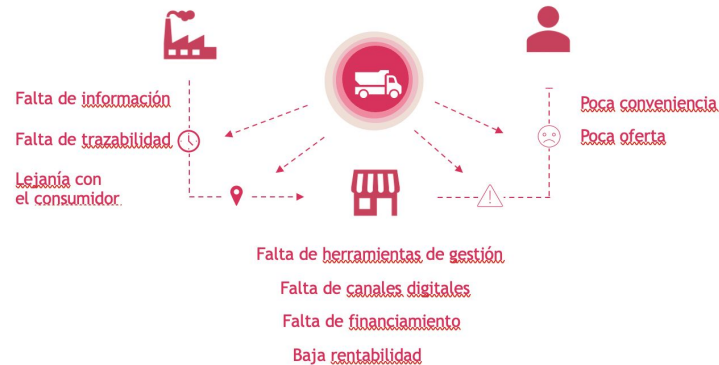 Falta de información
Falta de trazabilidad
Lejanía con
el consumidor.
Poca conveniencia
Poca oferta
Falta de herramientas de gestión
Falta de canales digitales
Falta de financiamiento
Baja rentabilidad